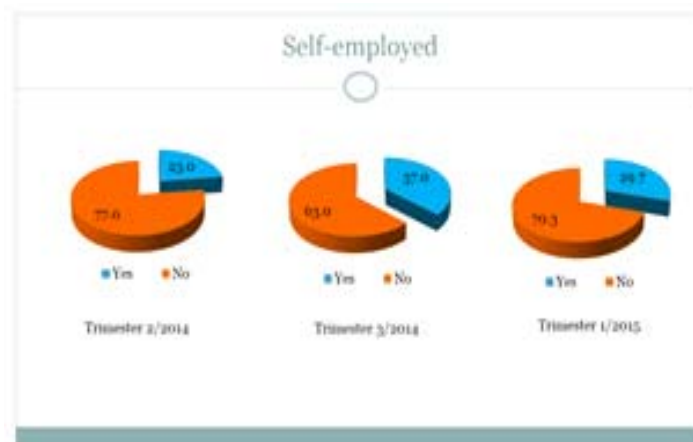 Self-employed
23.0
77.0
Yes No
Trimester 2/2014
37.0
63.0
Yes No
Trimester 3/2014
29.7
70.3
Yes No
Trimester 1/2015